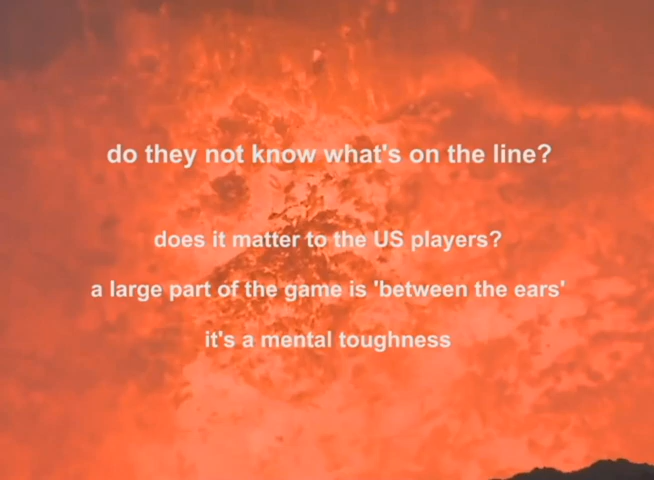 do they not know what's on the line?
does it matter to the US players?
a large part of the game is 'between the ears'
it's a mental toughness